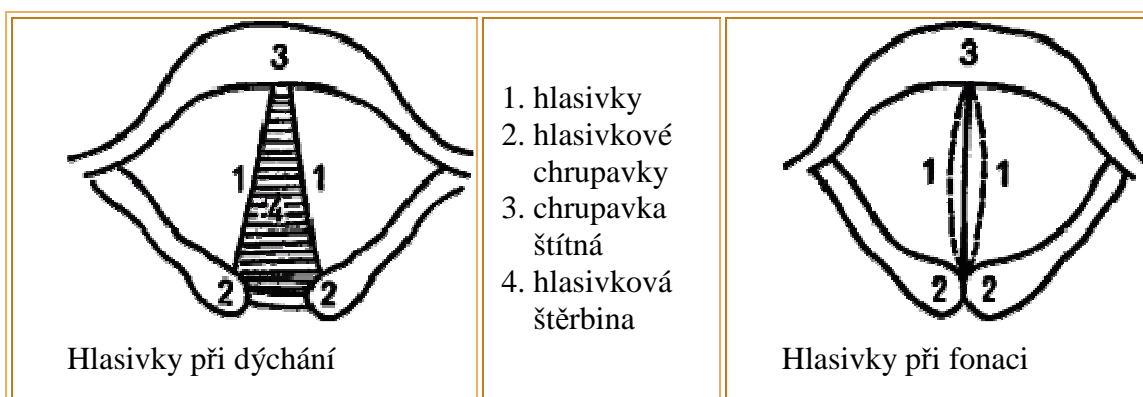 3
1 1
4
2 2
Hlasivky při dýchání
1. hlasivky
2. hlasivkové
chrupavky
3. chrupavka
štítná
4. hlasivková
štěrbina
3
1 1
2 2
Hlasivky při fonaci